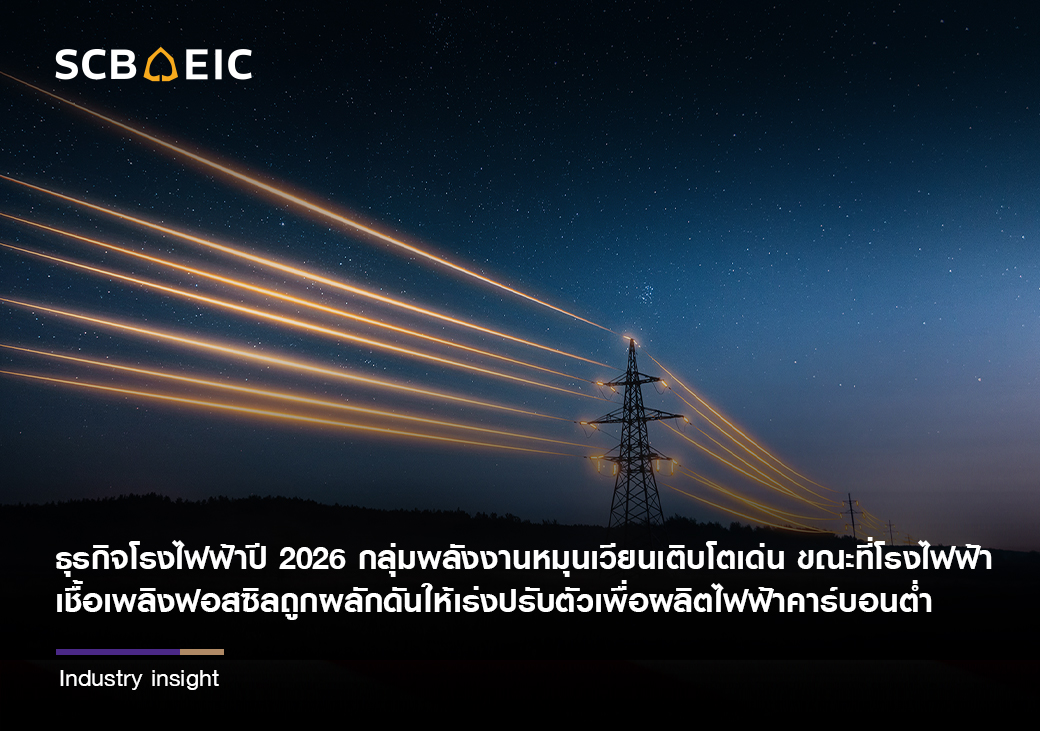 SCB EIC
ธุรกิจโรงไฟฟ้าปี 2026 กลุ่มพลังงานหมุนเวียนเติบโตเด่น ขณะที่โรงไฟฟ้า
เชื้อเพลิงฟอสซิลถูกผลักดันให้เร่งปรับตัวเพื่อผลิตไฟฟ้าคาร์บอนต่ำ
Industry insight